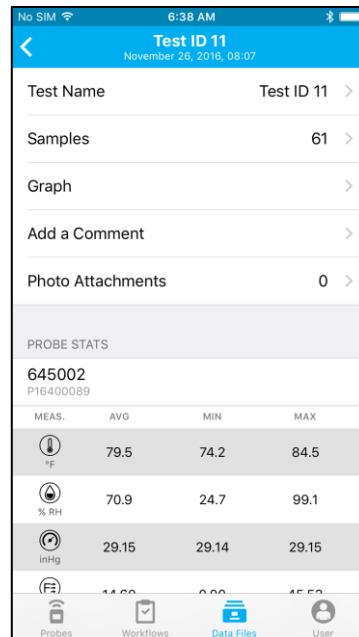 No SIM 6:38 AM
Test ID 11
November 26, 2016, 08:07
Test Name Test ID 11
Samples 61
Graph
Add a Comment
Photo Attachments 0
PROBE STATS
645002
P16400089
MEAS. AVG MIN MAX
°F 79.5 74.2 84.5
% RH 70.9 24.7 99.1
inHg 29.15 29.14 29.15
Probes Workflows Data Files User